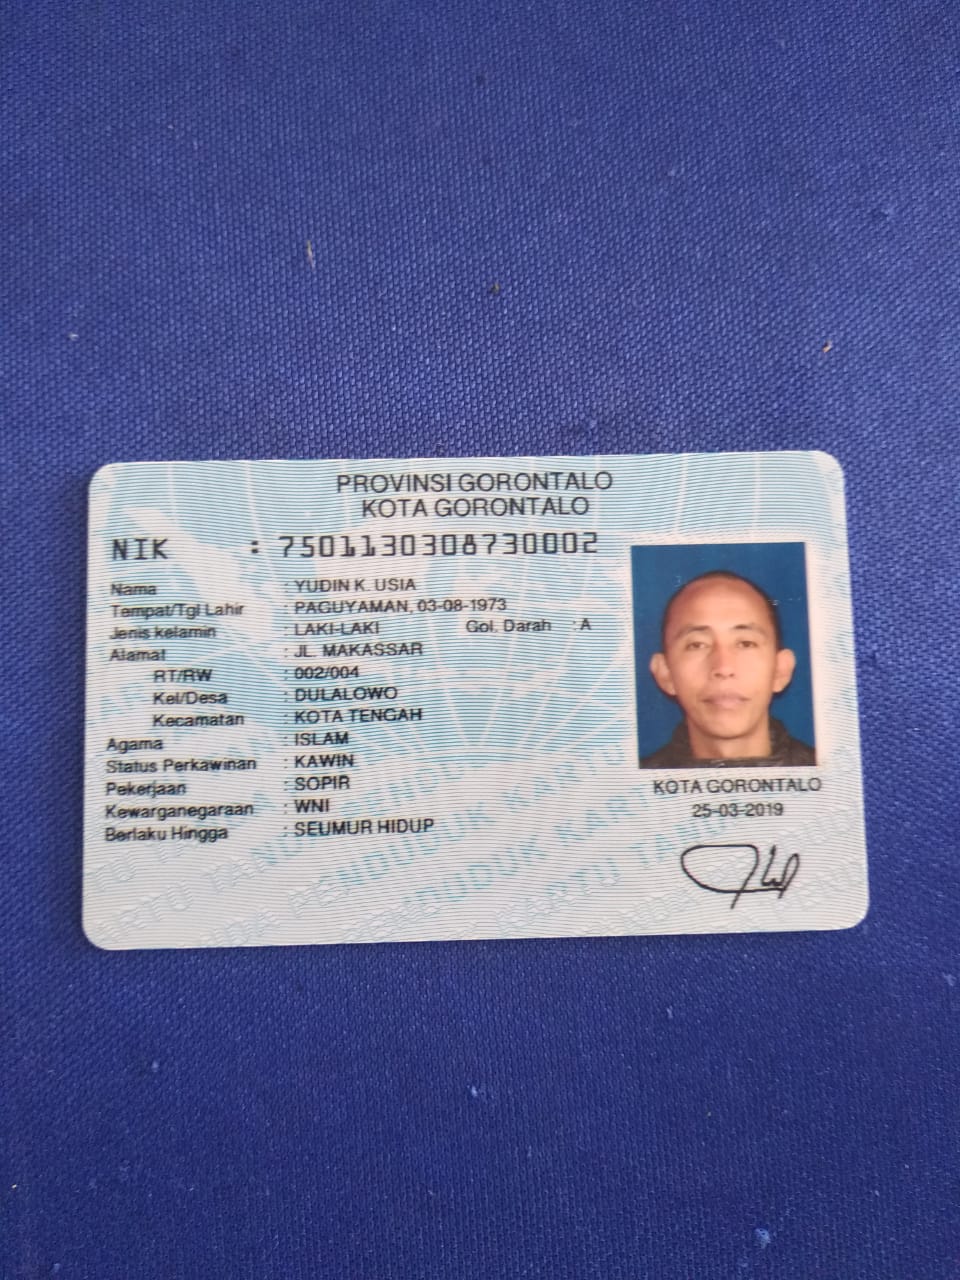 PROVINSI GORONTALO
KOTA GORONTALO
NIK : 7501130308730002
Nama : YUDIN K. USIA
Tempat/Tgl Lahir : PAGUYAMAN, 03-08-1973
Jenis kelamin : LAKI-LAKI Gol. Darah : A
Alamat : JL. MAKASSAR
RT/RW : 002/004
Kel/Desa : DULALOWO
Kecamatan : KOTA TENGAH
Agama : ISLAM
Status Perkawinan : KAWIN
Pekerjaan : SOPIR
Kewarganegaraan : WNI
Berlaku Hingga : SEUMUR HIDUP
KOTA GORONTALO
25-03-2019